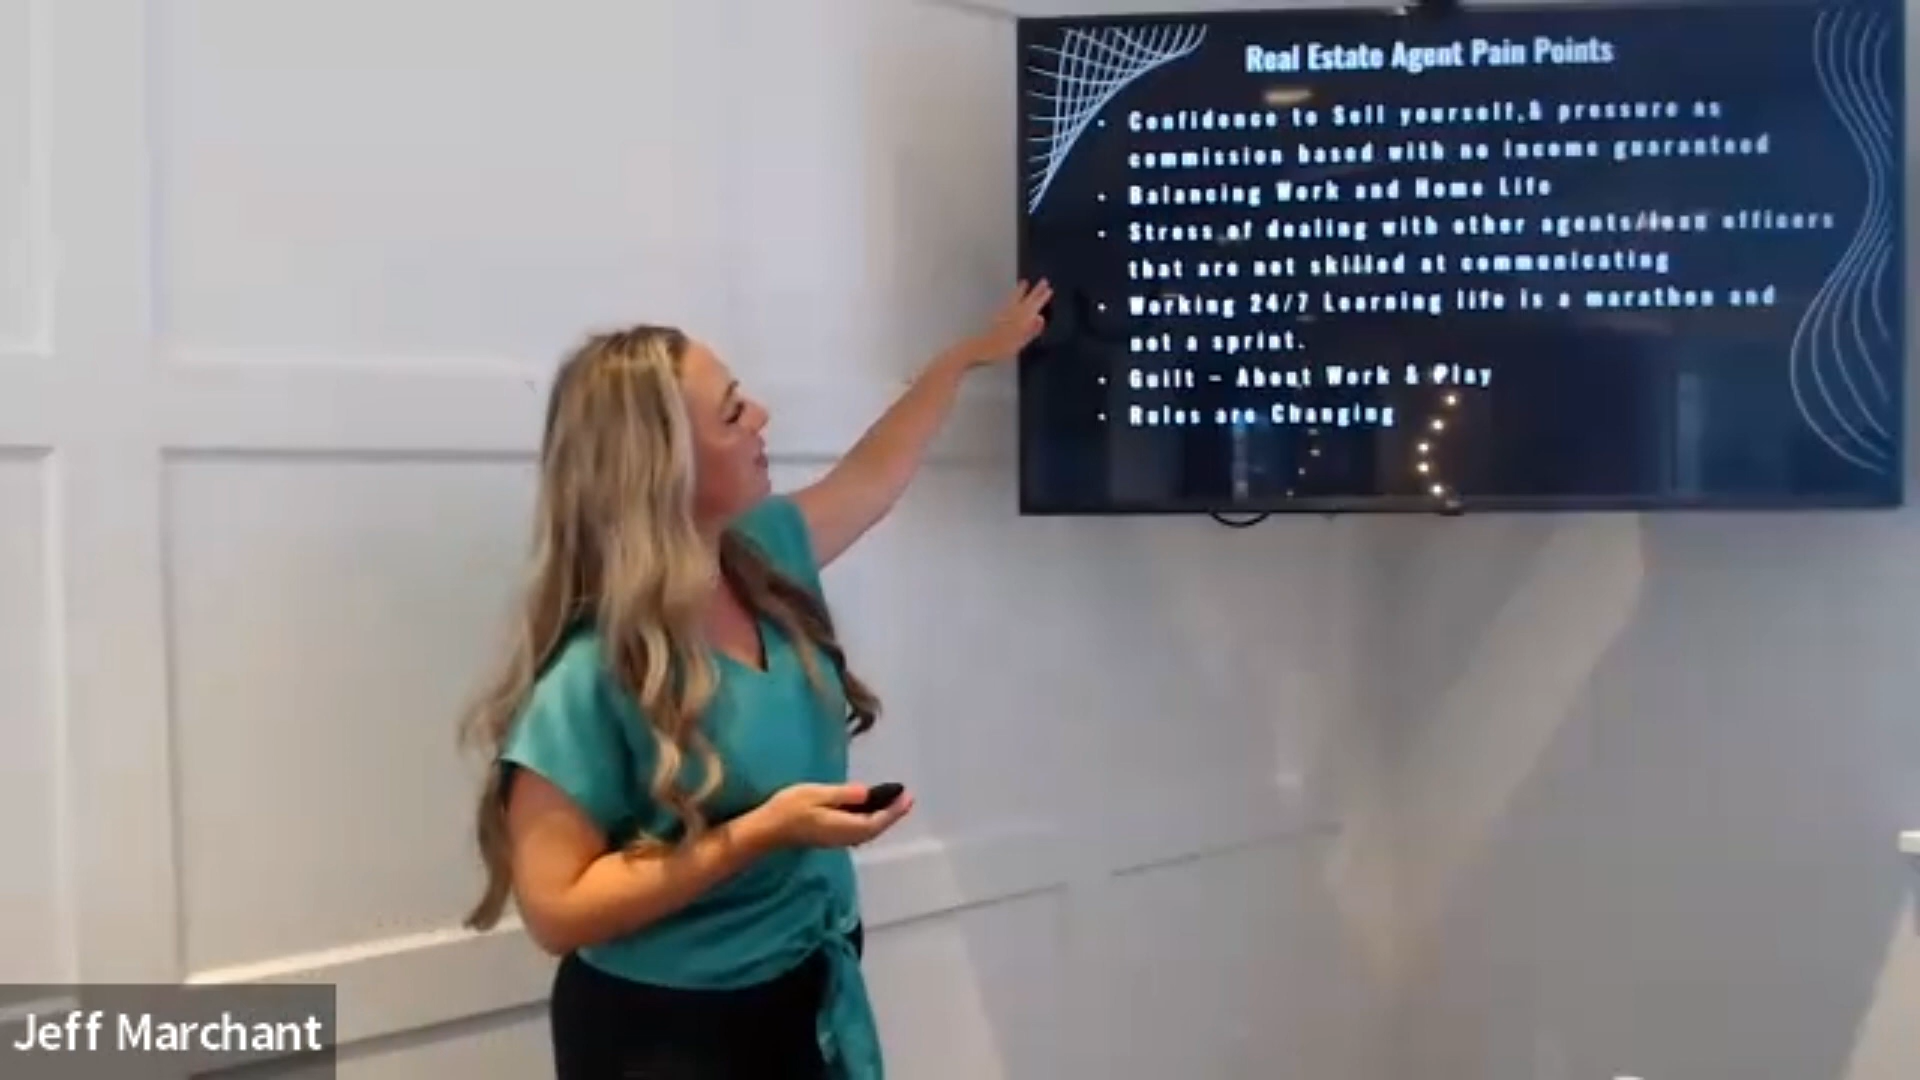 Real Estate Agent Pain Points
• Confidence to Sell yourself,& pressure as
commission based with no income guaranteed
• Balancing Work and Home Life
• Stress of dealing with other agents/loan officers
that are not skilled at communicating
• Working 24/7 Learning life is a marathon and
not a sprint.
• Guilt - About Work & Play
• Rules are Changing
Jeff Marchant